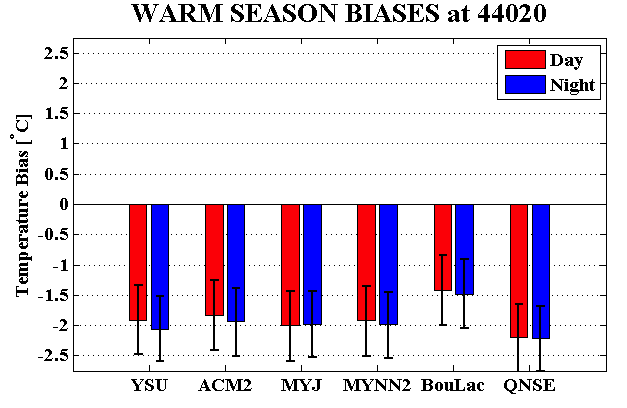 WARM SEASON BIASES at 44020
Day
Night
Temperature Bias [°C]
2.5
2
1.5
1
0.5
0
-0.5
-1
-1.5
-2
-2.5
YSU ACM2 MYJ MYNN2 BouLac QNSE